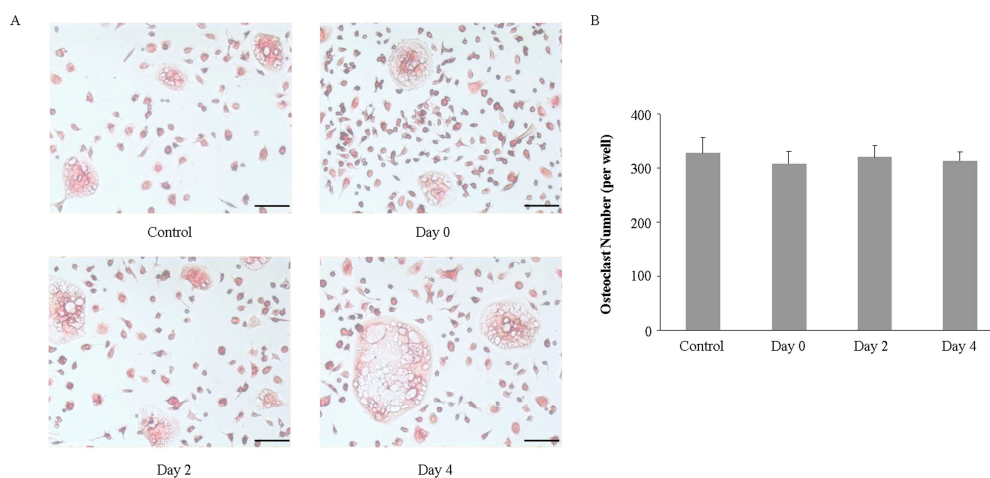 A
Control
Day 0
Day 2
Day 4
B
Osteoclast Number (per well)
400
300
200
100
0
Control Day 0 Day 2 Day 4